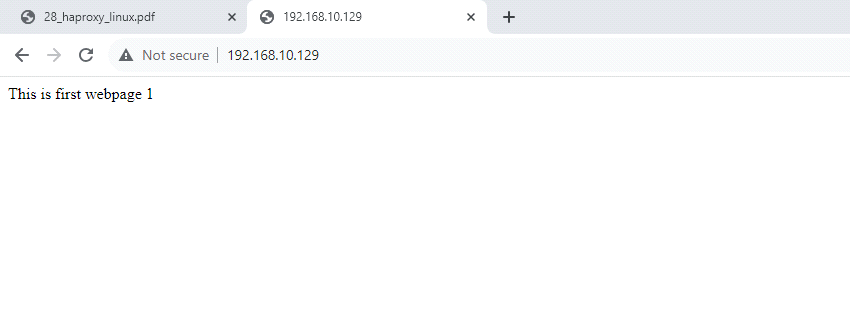 28_haproxy_linux.pdf
192.168.10.129
Not secure
192.168.10.129
This is first webpage 1